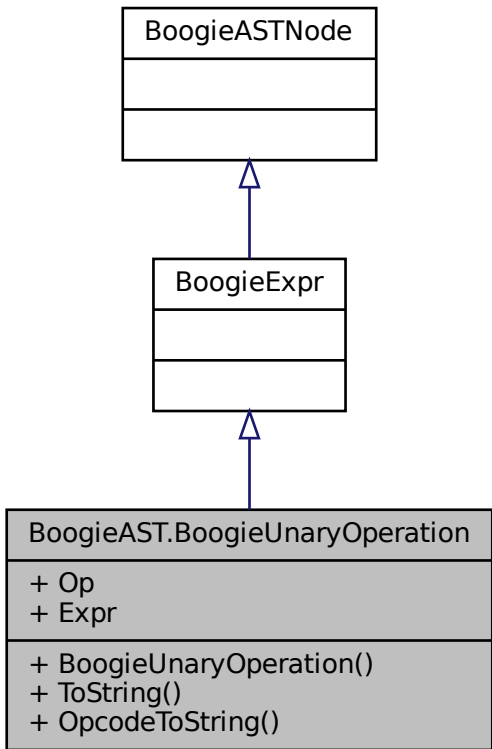 BoogieASTNode
BoogieExpr
BoogieAST.BoogieUnaryOperation
+ Op
+ Expr
+ BoogieUnaryOperation()
+ ToString()
+ OpcodeToString()